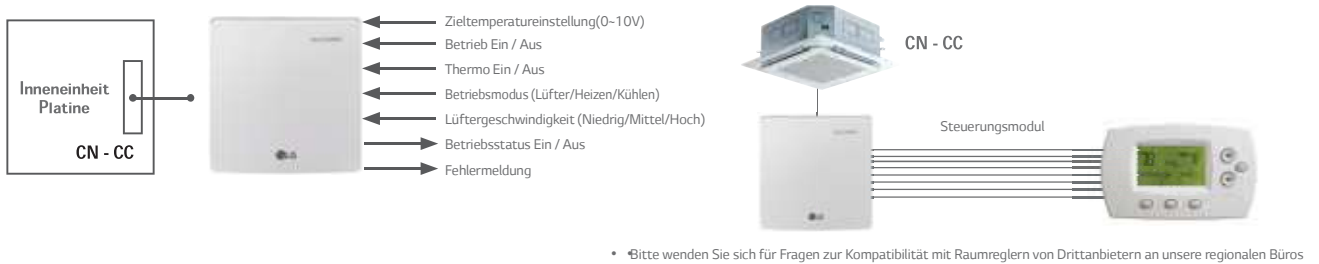 Inneneinheit
Platine
CN - CC
LG
Zieltemperatureinstellung(0~10V)
Betrieb Ein / Aus
Thermo Ein / Aus
Betriebsmodus (Lüfter/Heizen/Kühlen)
Lüftergeschwindigkeit (Niedrig/Mittel/Hoch)
Betriebsstatus Ein / Aus
Fehlermeldung
CN - CC
Steuerungsmodul
LG
• •Bitte wenden Sie sich für Fragen zur Kompatibilität mit Raumreglern von Drittanbietern an unsere regionalen Büros